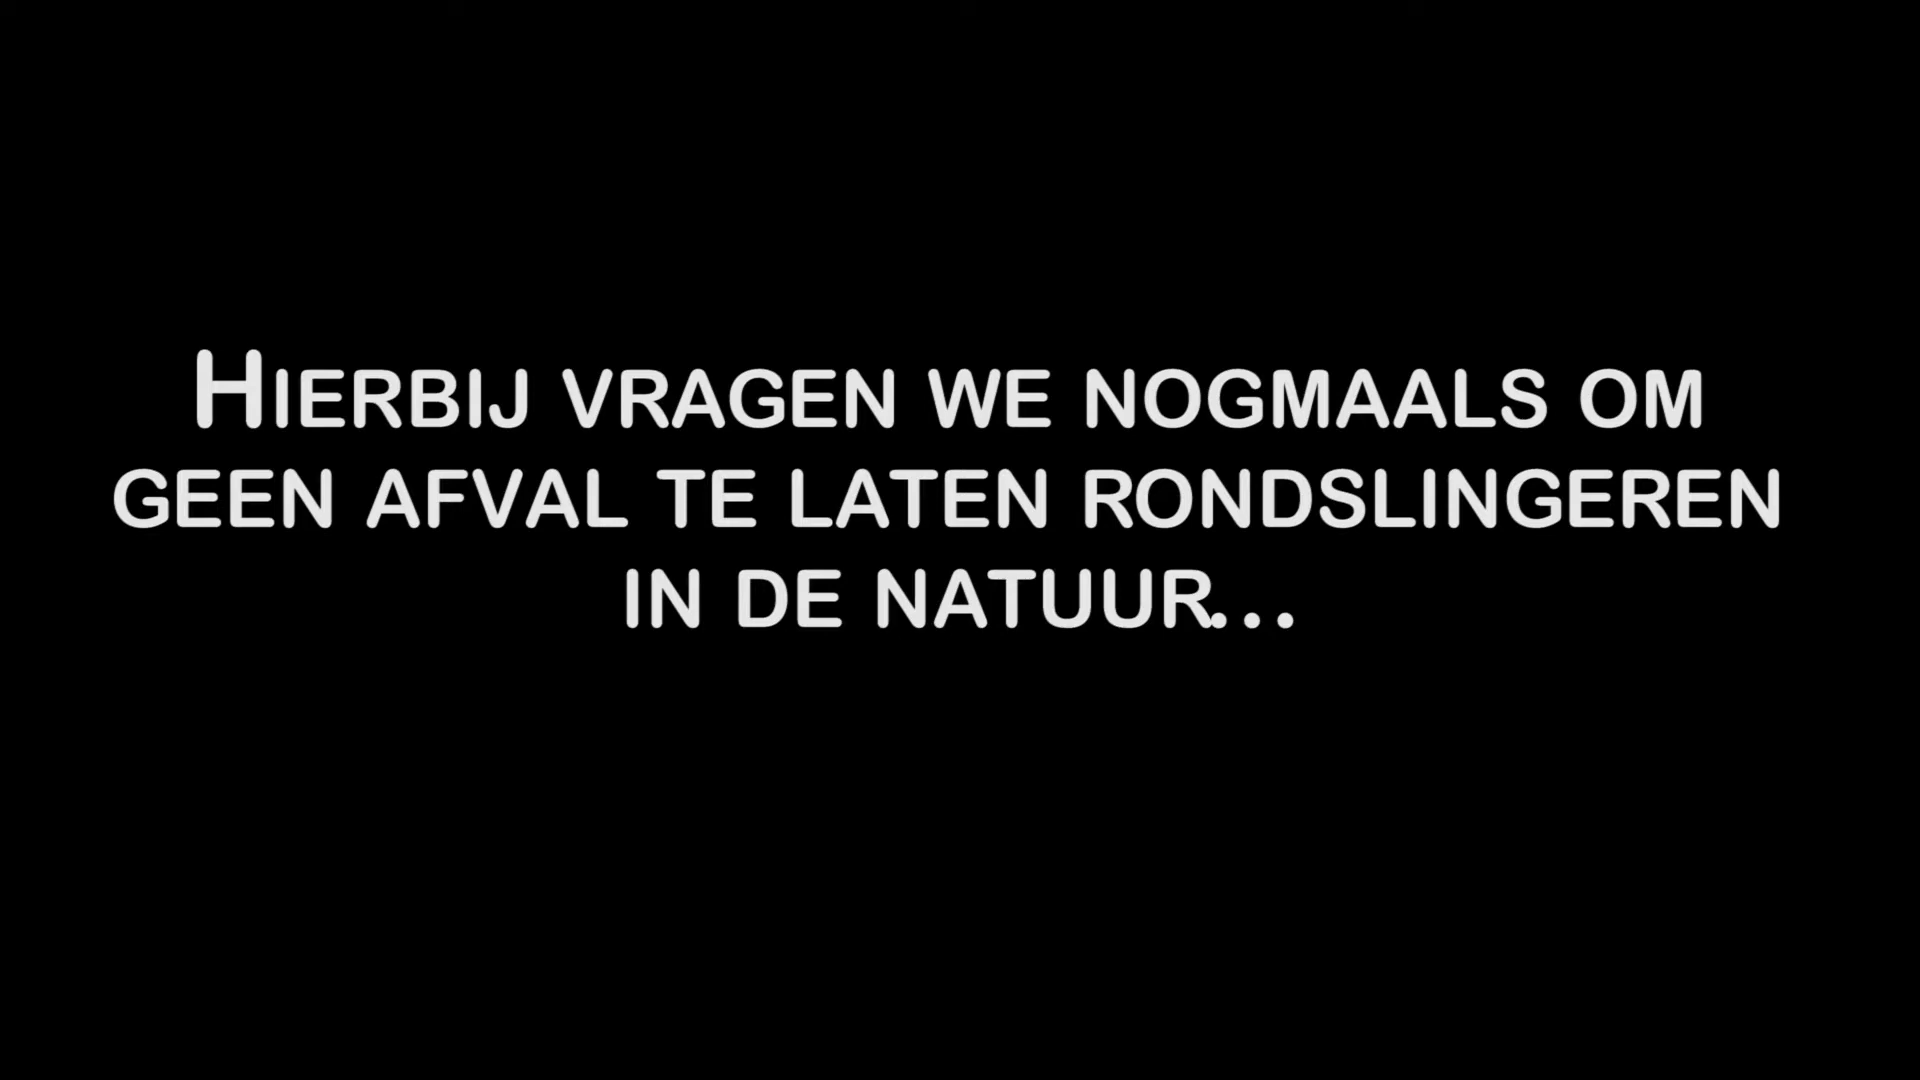 Hierbij vragen we nogmaals om
geen afval te laten rondslingeren
in de natuur...